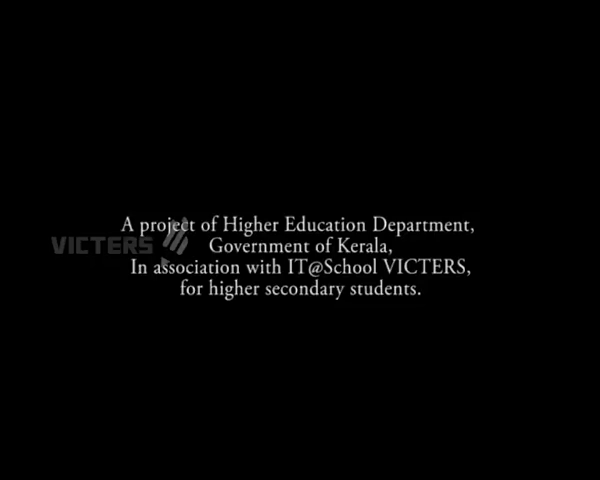 A project of Higher Education Department,
VICTERS
Government of Kerala,
In association with IT@School VICTERS,
for higher secondary students.